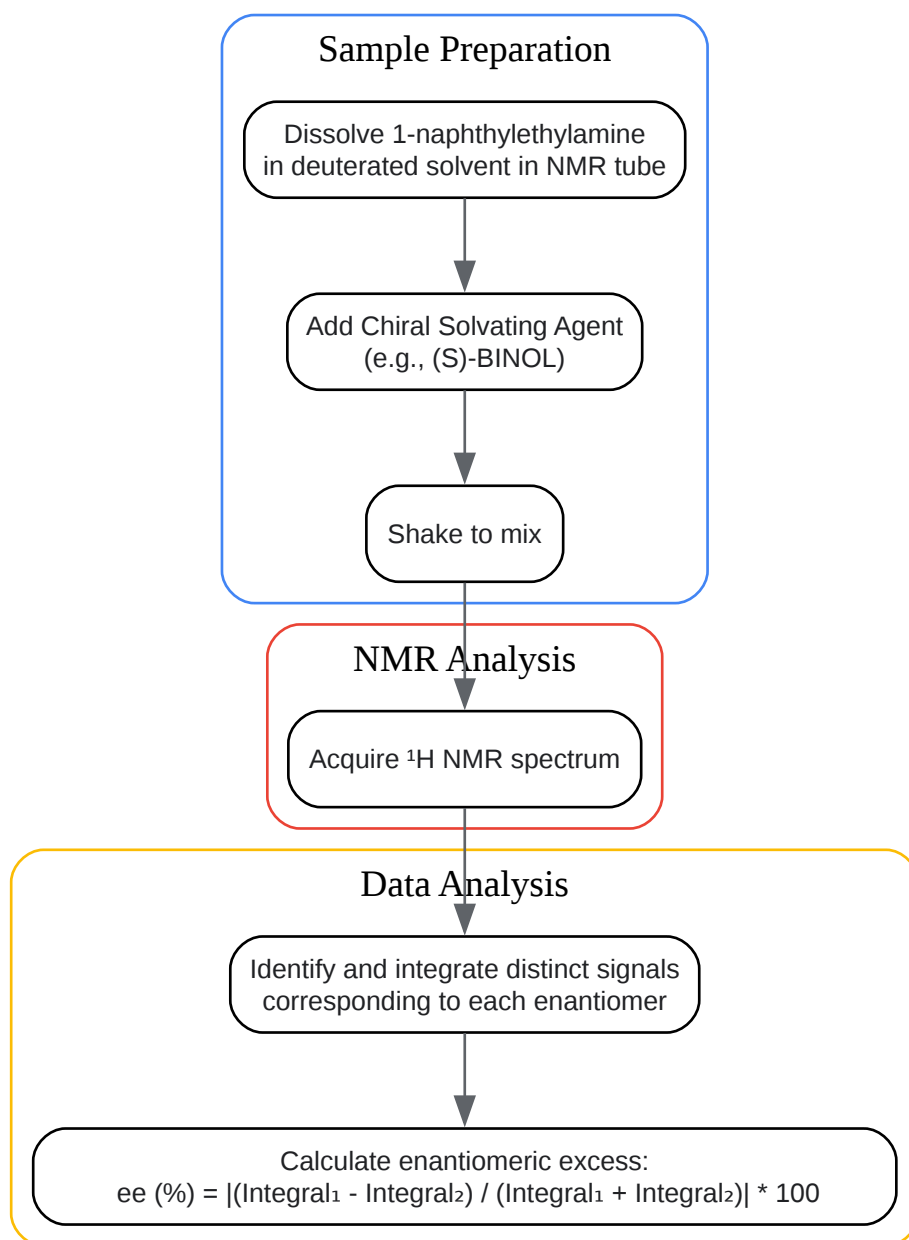 Sample Preparation
Dissolve 1-naphthylethylamine
in deuterated solvent in NMR tube
Add Chiral Solvating Agent
(e.g., (S)-BINOL)
Shake to mix
NMR Analysis
Acquire ¹H NMR spectrum
Data Analysis
Identify and integrate distinct signals
corresponding to each enantiomer
Calculate enantiomeric excess:
ee (%) = |(Integral₁ - Integral₂) / (Integral₁ + Integral₂)| * 100